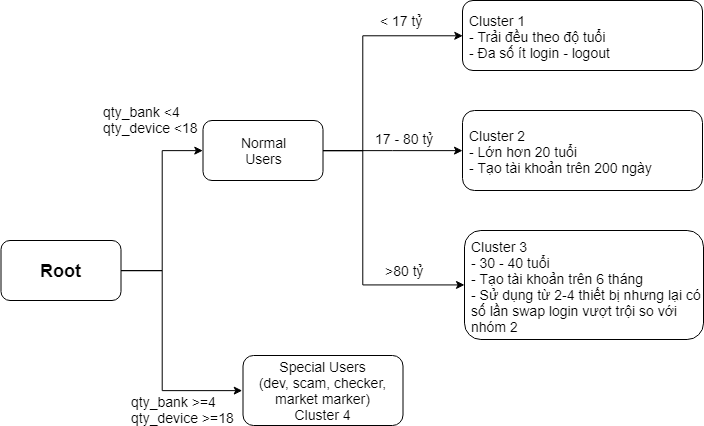 Root
qty_bank <4
qty_device <18
Normal
Users
< 17 tỷ
Cluster 1
- Trải đều theo độ tuổi
- Đa số ít login - logout
17 - 80 tỷ
Cluster 2
- Lớn hơn 20 tuổi
- Tạo tài khoản trên 200 ngày
>80 tỷ
Cluster 3
- 30 - 40 tuổi
- Tạo tài khoản trên 6 tháng
- Sử dụng từ 2-4 thiết bị nhưng lại có
số lần swap login vượt trội so với
nhóm 2
qty_bank >=4
qty_device >=18
Special Users
(dev, scam, checker,
market marker)
Cluster 4